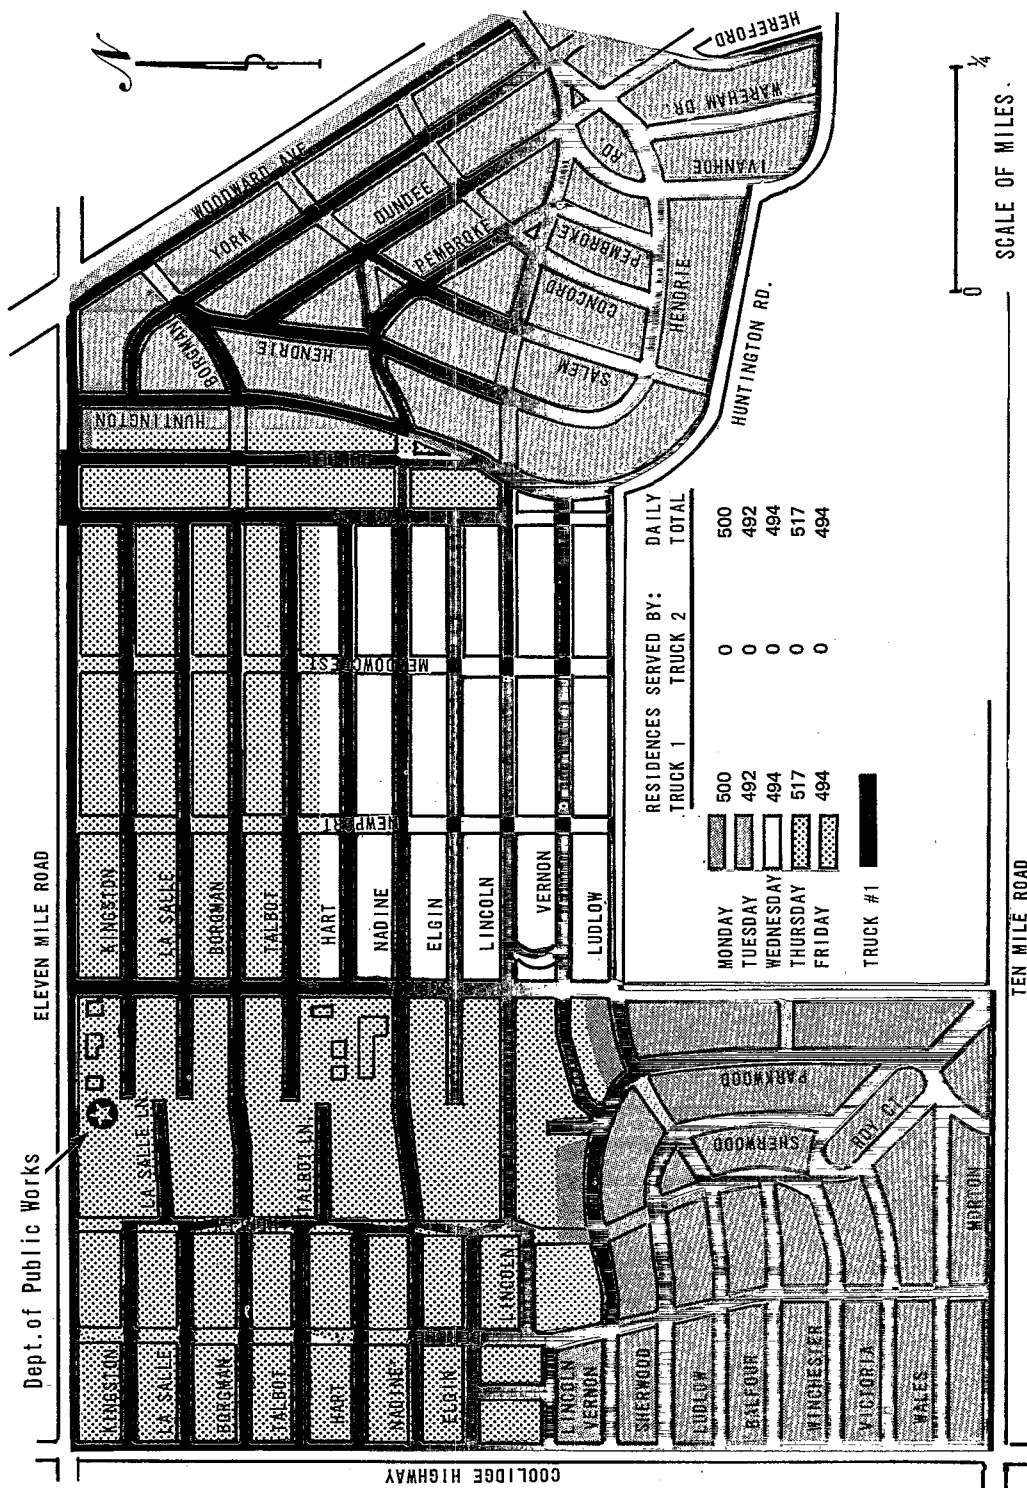 N
HEREFORD
WAREHAM DR.
IVANHOE
RD.
WOODWARD AVE
YORK
DUNDEE
PEMBROKE
PEMBROKE
CONCORD
HENDRIE
SALEM
HENDRIE
BORGMAN
HUNTINGTON
HUNTINGTON RD.
0 ¼
SCALE OF MILES.
ELEVEN MILE ROAD
KINGSTON
LA SALLE
BORGMAN
TALBOT
HART
NADINE
ELGIN
LINCOLN
VERNON
LUDLOW
MEADOWCREST
NEWPORT
RESIDENCES SERVED BY: DAILY
TRUCK 1 TRUCK 2 TOTAL
MONDAY 500 0 500
TUESDAY 492 0 492
WEDNESDAY 494 0 494
THURSDAY 517 0 517
FRIDAY 494 0 494
TRUCK #1
TEN MILE ROAD
Dept. of Public Works
LA SALLE LN
TALBOT LN
LINCOLN
PARKWOOD
SHERWOOD
ROY CT.
MORTON
KINGSTON
LA SALLE
BORGMAN
TALBOT
HART
NADINE
ELGIN
LINCOLN
VERNON
SHERWOOD
LUDLOW
BALFOUR
WINCHESTER
VICTORIA
WALES
COOLIDGE HIGHWAY